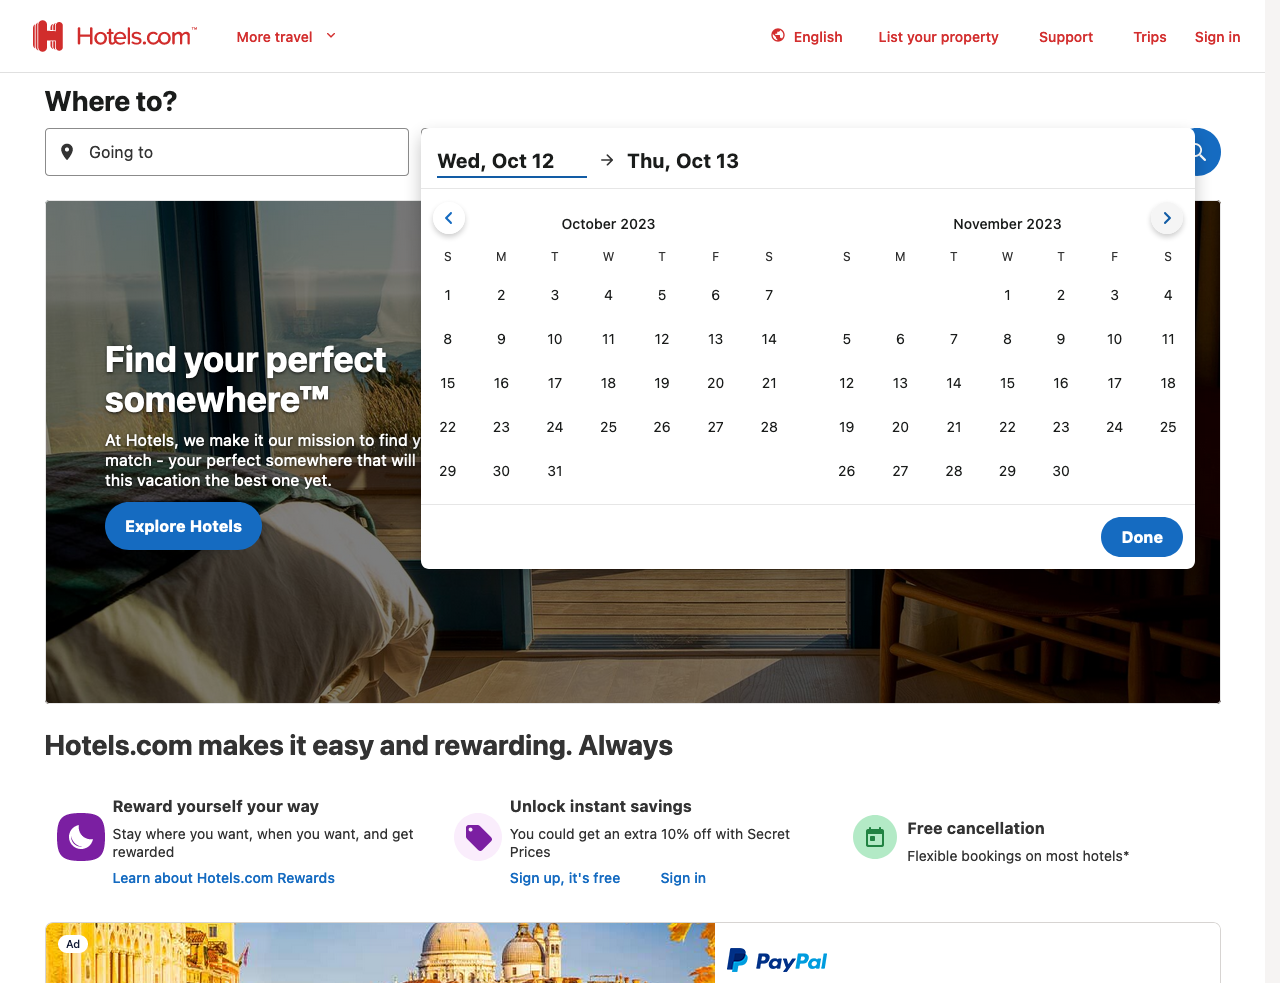 Hotels.com™
More travel
English
List your property
Support
Trips
Sign in
Where to?
Going to
Wed, Oct 12
Thu, Oct 13
October 2023
S M T W T F S
1 2 3 4 5 6 7
8 9 10 11 12 13 14
15 16 17 18 19 20 21
22 23 24 25 26 27 28
29 30 31
November 2023
S M T W T F S
1 2 3 4
5 6 7 8 9 10 11
12 13 14 15 16 17 18
19 20 21 22 23 24 25
26 27 28 29 30
Done
Find your perfect
somewhere™
At Hotels, we make it our mission to find y
match - your perfect somewhere that will
this vacation the best one yet.
Explore Hotels
Hotels.com makes it easy and rewarding. Always
Reward yourself your way
Stay where you want, when you want, and get
rewarded
Learn about Hotels.com Rewards
Unlock instant savings
You could get an extra 10% off with Secret
Prices
Sign up, it's free
Sign in
Free cancellation
Flexible bookings on most hotels*
Ad
PayPal